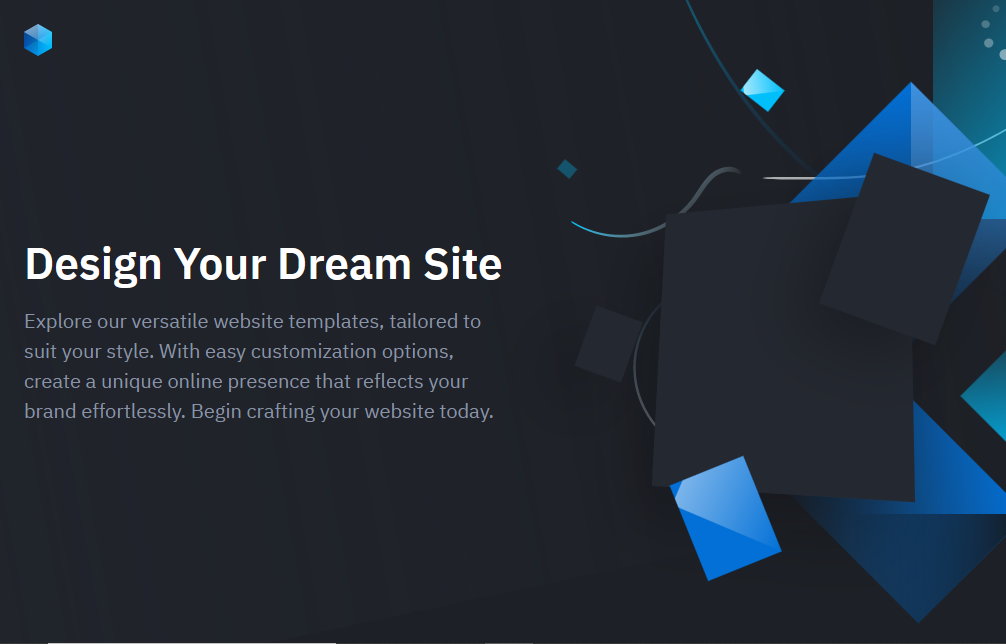 Design Your Dream Site
Explore our versatile website templates, tailored to
suit your style. With easy customization options,
create a unique online presence that reflects your
brand effortlessly. Begin crafting your website today.